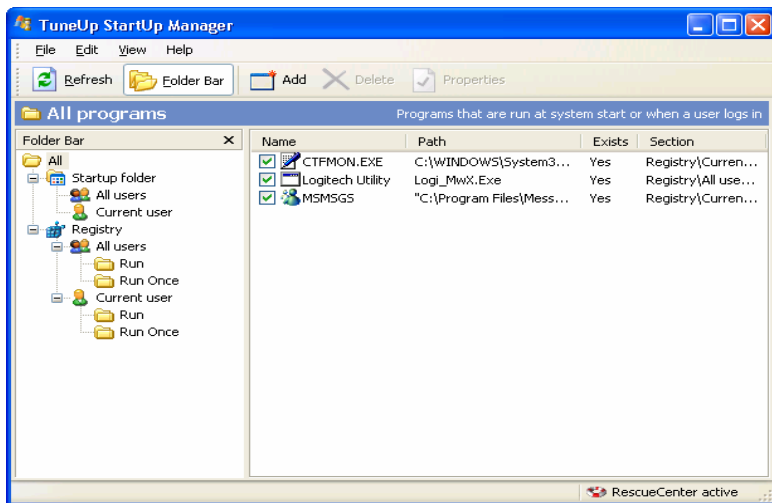 TuneUp StartUp Manager
File Edit View Help
Refresh Folder Bar Add Delete Properties
All programs Programs that are run at system start or when a user logs in
Folder Bar
All
Startup folder
All users
Current user
Registry
All users
Run
Run Once
Current user
Run
Run Once
Name Path Exists Section
CTFMON.EXE C:\WINDOWS\System3... Yes Registry\Curren...
Logitech Utility Logi_MwX.Exe Yes Registry\All use...
MSMSGS "C:\Program Files\Mess... Yes Registry\Curren...
RescueCenter active